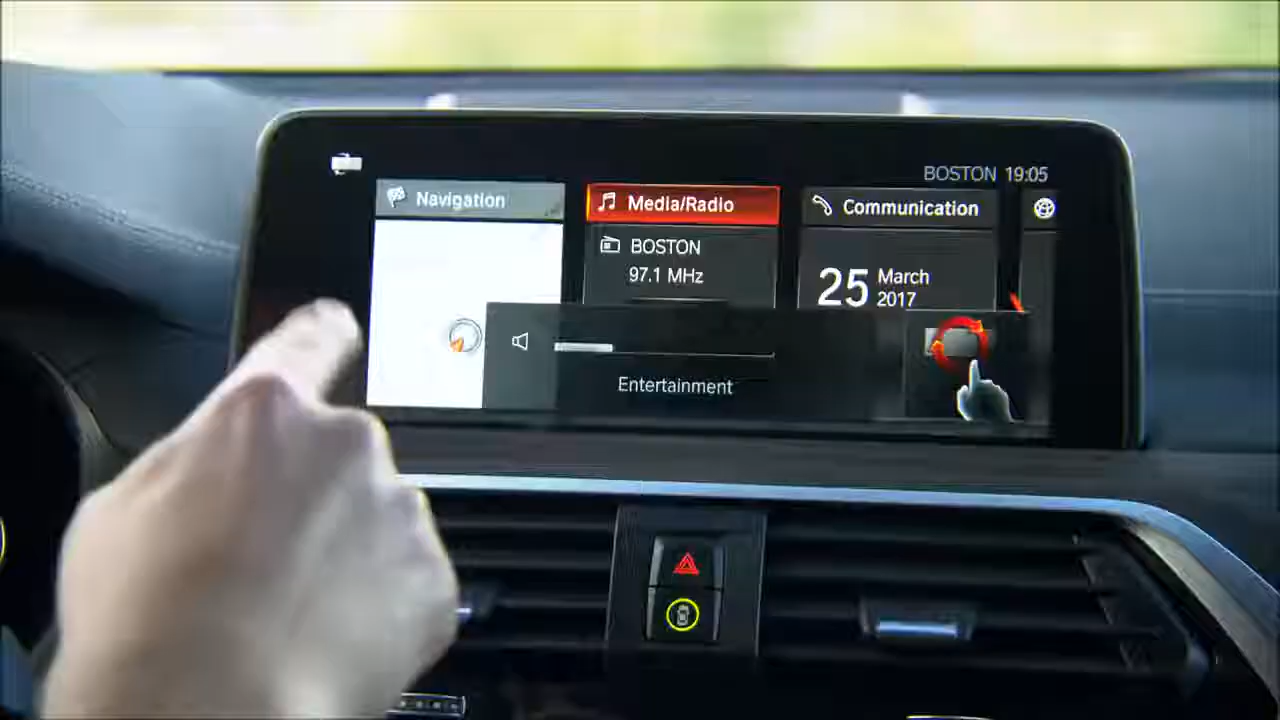 BOSTON 19:05
Navigation
Media/Radio
Communication
BOSTON
97.1 MHz
25 March
2017
Entertainment